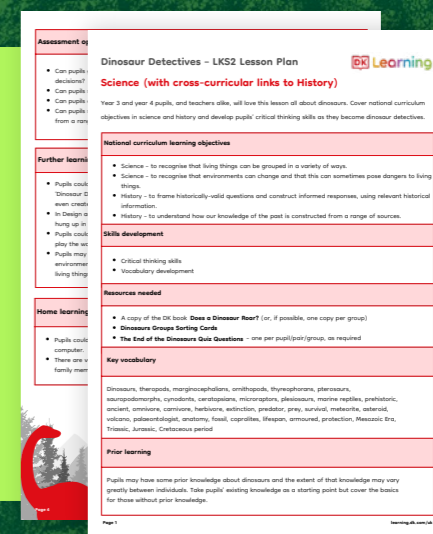 Assessment op
Can pupils
decisions?
Can pupils
Can pupils
Can pupils
from a rang
Further learni
Pupils could
'Dinosaur D
even create
In Design a
hung up in
Pupils could
play the wo
Pupils may
environmen
living thing
Home learning
Pupils could
computer.
There are v
family mem
Page 4
Dinosaur Detectives – LKS2 Lesson Plan
DK Learning
Science (with cross-curricular links to History)
Year 3 and year 4 pupils, and teachers alike, will love this lesson all about dinosaurs. Cover national curriculum
objectives in science and history and develop pupils' critical thinking skills as they become dinosaur detectives.
National curriculum learning objectives
Science – to recognise that living things can be grouped in a variety of ways.
Science – to recognise that environments can change and that this can sometimes pose dangers to living
things.
History – to frame historically-valid questions and construct informed responses, using relevant historical
information.
History – to understand how our knowledge of the past is constructed from a range of sources.
Skills development
Critical thinking skills
Vocabulary development
Resources needed
A copy of the DK book Does a Dinosaur Roar? (or, if possible, one copy per group)
Dinosaurs Groups Sorting Cards
The End of the Dinosaurs Quiz Questions – one per pupil/pair/group, as required
Key vocabulary
Dinosaurs, theropods, marginocephalians, ornithopods, thyreophorans, pterosaurs,
sauropodomorphs, cynodonts, ceratopsians, microraptors, plesiosaurs, marine reptiles, prehistoric,
ancient, omnivore, carnivore, herbivore, extinction, predator, prey, survival, meteorite, asteroid,
volcano, palaeontologist, anatomy, fossil, coprolites, lifespan, armoured, protection, Mesozoic Era,
Triassic, Jurassic, Cretaceous period
Prior learning
Pupils may have some prior knowledge about dinosaurs and the extent of that knowledge may vary
greatly between individuals. Take pupils' existing knowledge as a starting point but cover the basics
for those without prior knowledge.
Page 1
learning.dk.com/uk